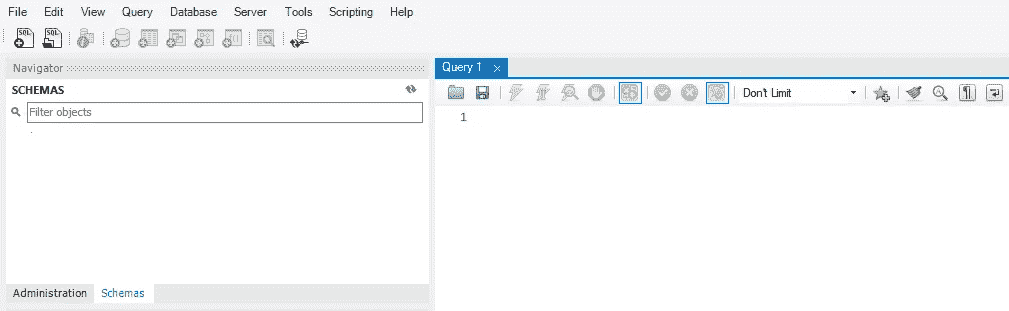 File Edit View Query Database Server Tools Scripting Help
SQL SQL
Navigator
SCHEMAS
Filter objects
Administration Schemas
Query 1 ×
Don't Limit
1